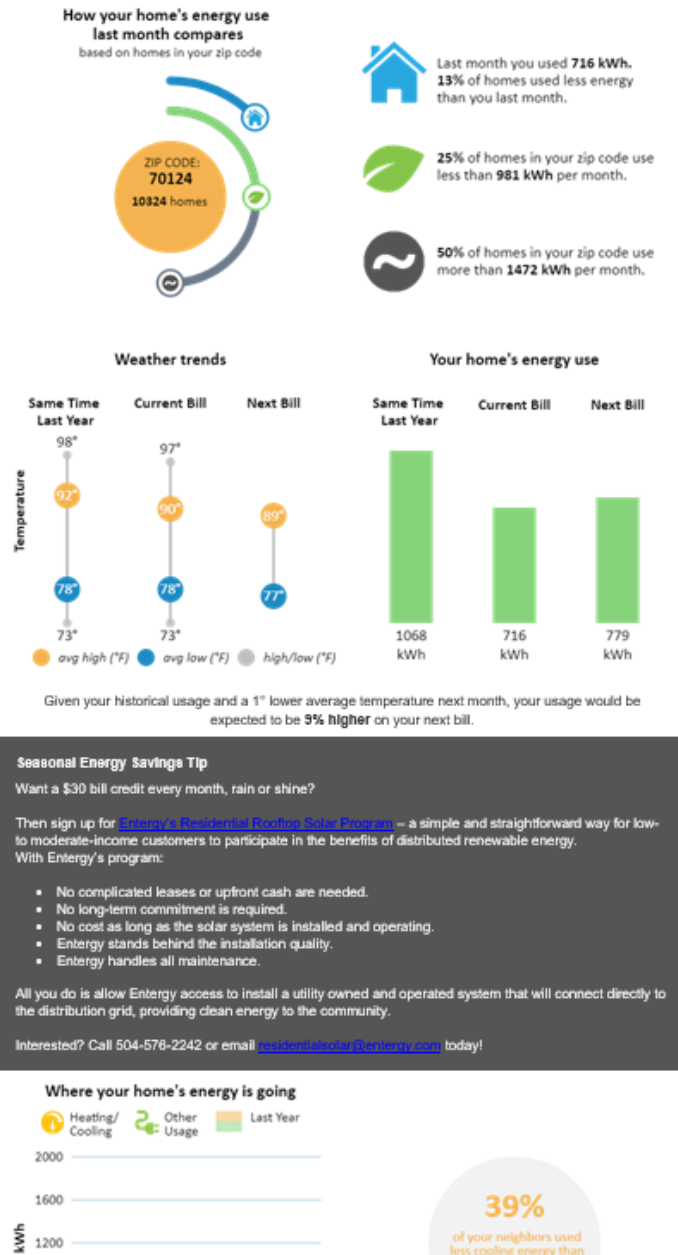 How your home's energy use
last month compares
based on homes in your zip code
ZIP CODE:
70124
10324 homes
Last month you used 716 kWh.
13% of homes used less energy
than you last month.
25% of homes in your zip code use
less than 981 kWh per month.
50% of homes in your zip code use
more than 1472 kWh per month.
Weather trends
Same Time
Last Year
Current Bill
Next Bill
Temperature
98°
92°
78°
73°
97°
90°
78°
73°
89°
77°
avg high (°F)
avg low (°F)
high/low (°F)
Your home's energy use
Same Time
Last Year
Current Bill
Next Bill
1068
kWh
716
kWh
779
kWh
Given your historical usage and a 1° lower average temperature next month, your usage would be
expected to be 9% higher on your next bill.
Seasonal Energy Savings Tip
Want a $30 bill credit every month, rain or shine?
Then sign up for Entergy's Residential Rooftop Solar Program – a simple and straightforward way for low-
to moderate-income customers to participate in the benefits of distributed renewable energy.
With Entergy's program:
• No complicated leases or upfront cash are needed.
• No long-term commitment is required.
• No cost as long as the solar system is installed and operating.
• Entergy stands behind the installation quality.
• Entergy handles all maintenance.
All you do is allow Entergy access to install a utility owned and operated system that will connect directly to
the distribution grid, providing clean energy to the community.
Interested? Call 504-576-2242 or email residentialsolar@entergy.com today!
Where your home's energy is going
Heating/
Cooling
Other
Usage
Last Year
2000
1600
1200
kWh
39%
of your neighbors used
less cooling energy than